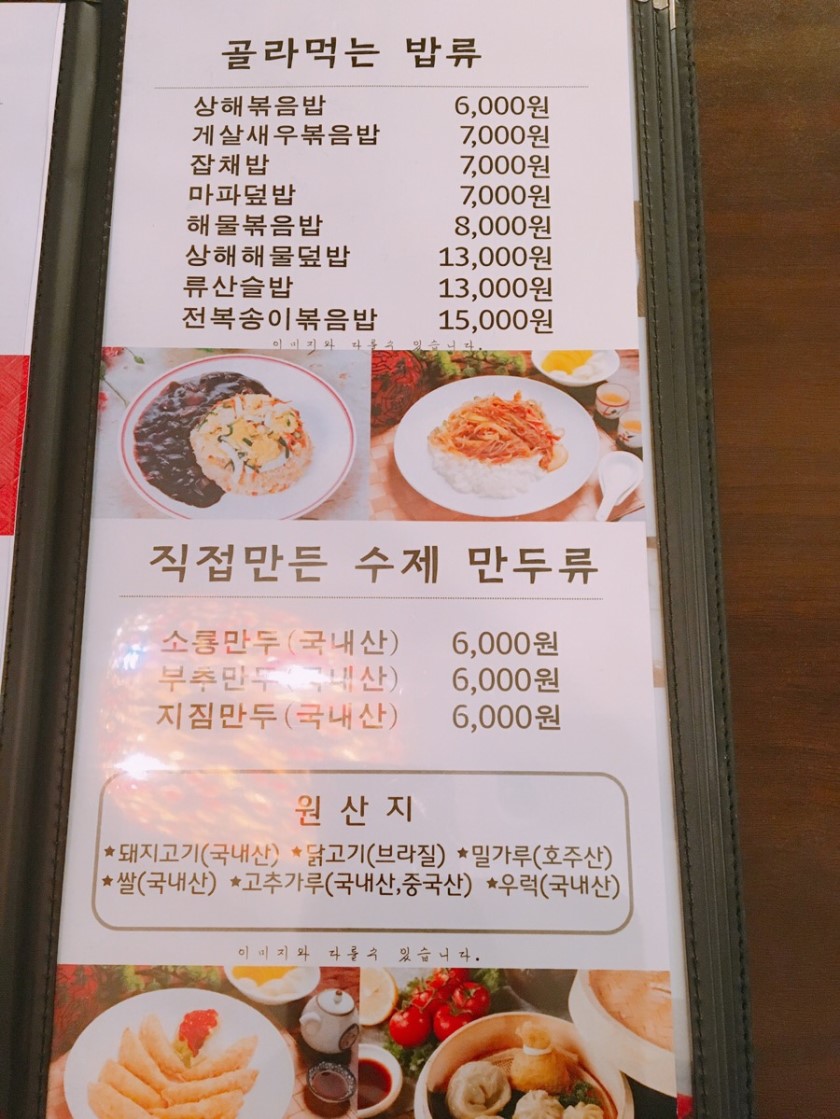 골라먹는 밥류
상해볶음밥 6,000원
게살새우볶음밥 7,000원
잡채밥 7,000원
마파덮밥 7,000원
해물볶음밥 8,000원
상해해물덮밥 13,000원
류산슬밥 13,000원
전복송이볶음밥 15,000원
이미지와 다를수 있습니다.
직접만든 수제 만두류
소룡만두(국내산) 6,000원
부추만두(국내산) 6,000원
지짐만두(국내산) 6,000원
원산지
★돼지고기(국내산) ★닭고기(브라질) ★밀가루(호주산)
★쌀(국내산) ★고추가루(국내산,중국산) ★우럭(국내산)
이미지와 다를수 있습니다.